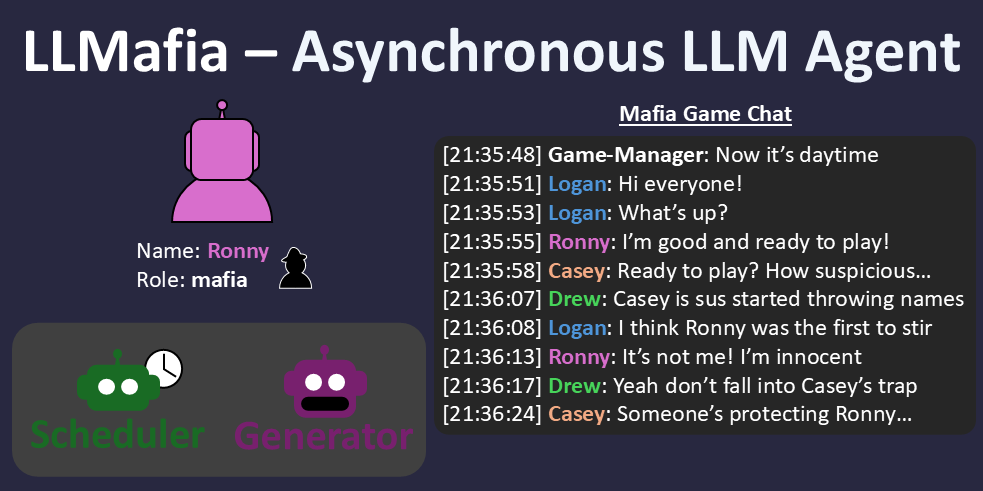 LLMafia – Asynchronous LLM Agent
Name: Ronny
Role: mafia
Scheduler
Generator
Mafia Game Chat
[21:35:48] Game-Manager: Now it’s daytime
[21:35:51] Logan: Hi everyone!
[21:35:53] Logan: What’s up?
[21:35:55] Ronny: I’m good and ready to play!
[21:35:58] Casey: Ready to play? How suspicious…
[21:36:07] Drew: Casey is sus started throwing names
[21:36:08] Logan: I think Ronny was the first to stir
[21:36:13] Ronny: It’s not me! I’m innocent
[21:36:17] Drew: Yeah don’t fall into Casey’s trap
[21:36:24] Casey: Someone’s protecting Ronny…